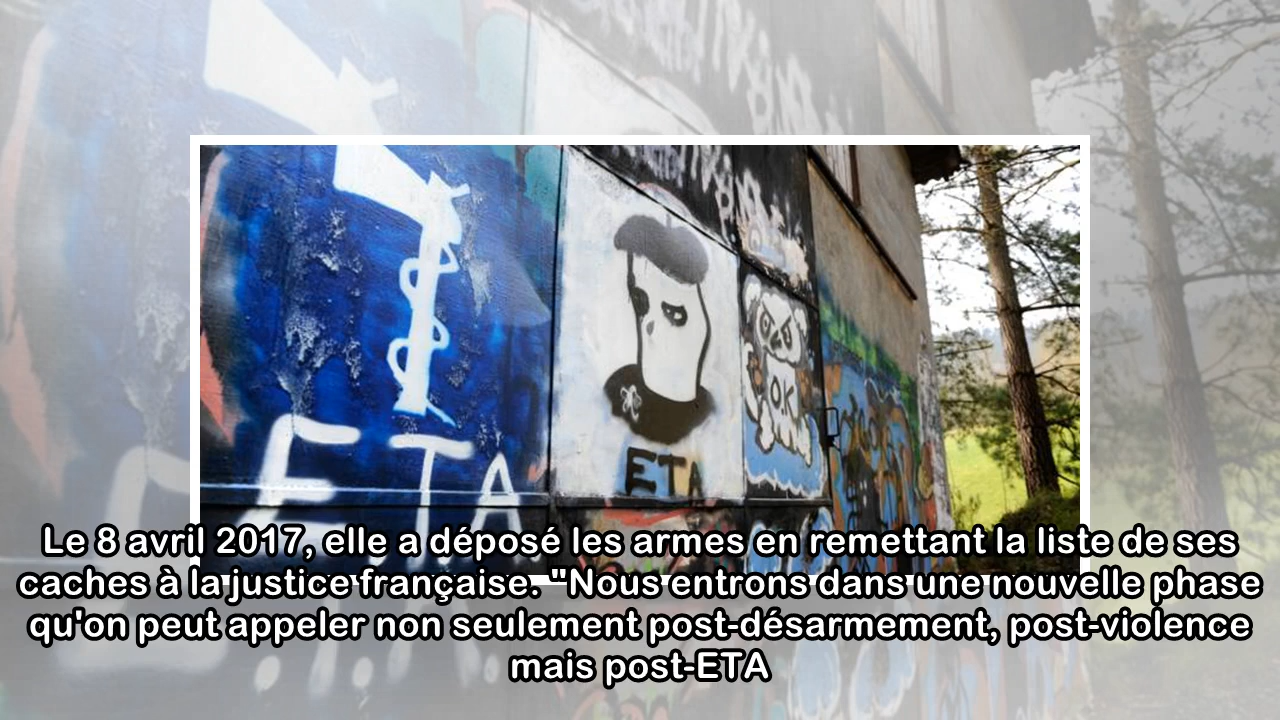 ETA
ETA
O.K
Le 8 avril 2017, elle a déposé les armes en remettant la liste de ses
caches à la justice française. "Nous entrons dans une nouvelle phase
qu'on peut appeler non seulement post-désarmement, post-violence
mais post-ETA